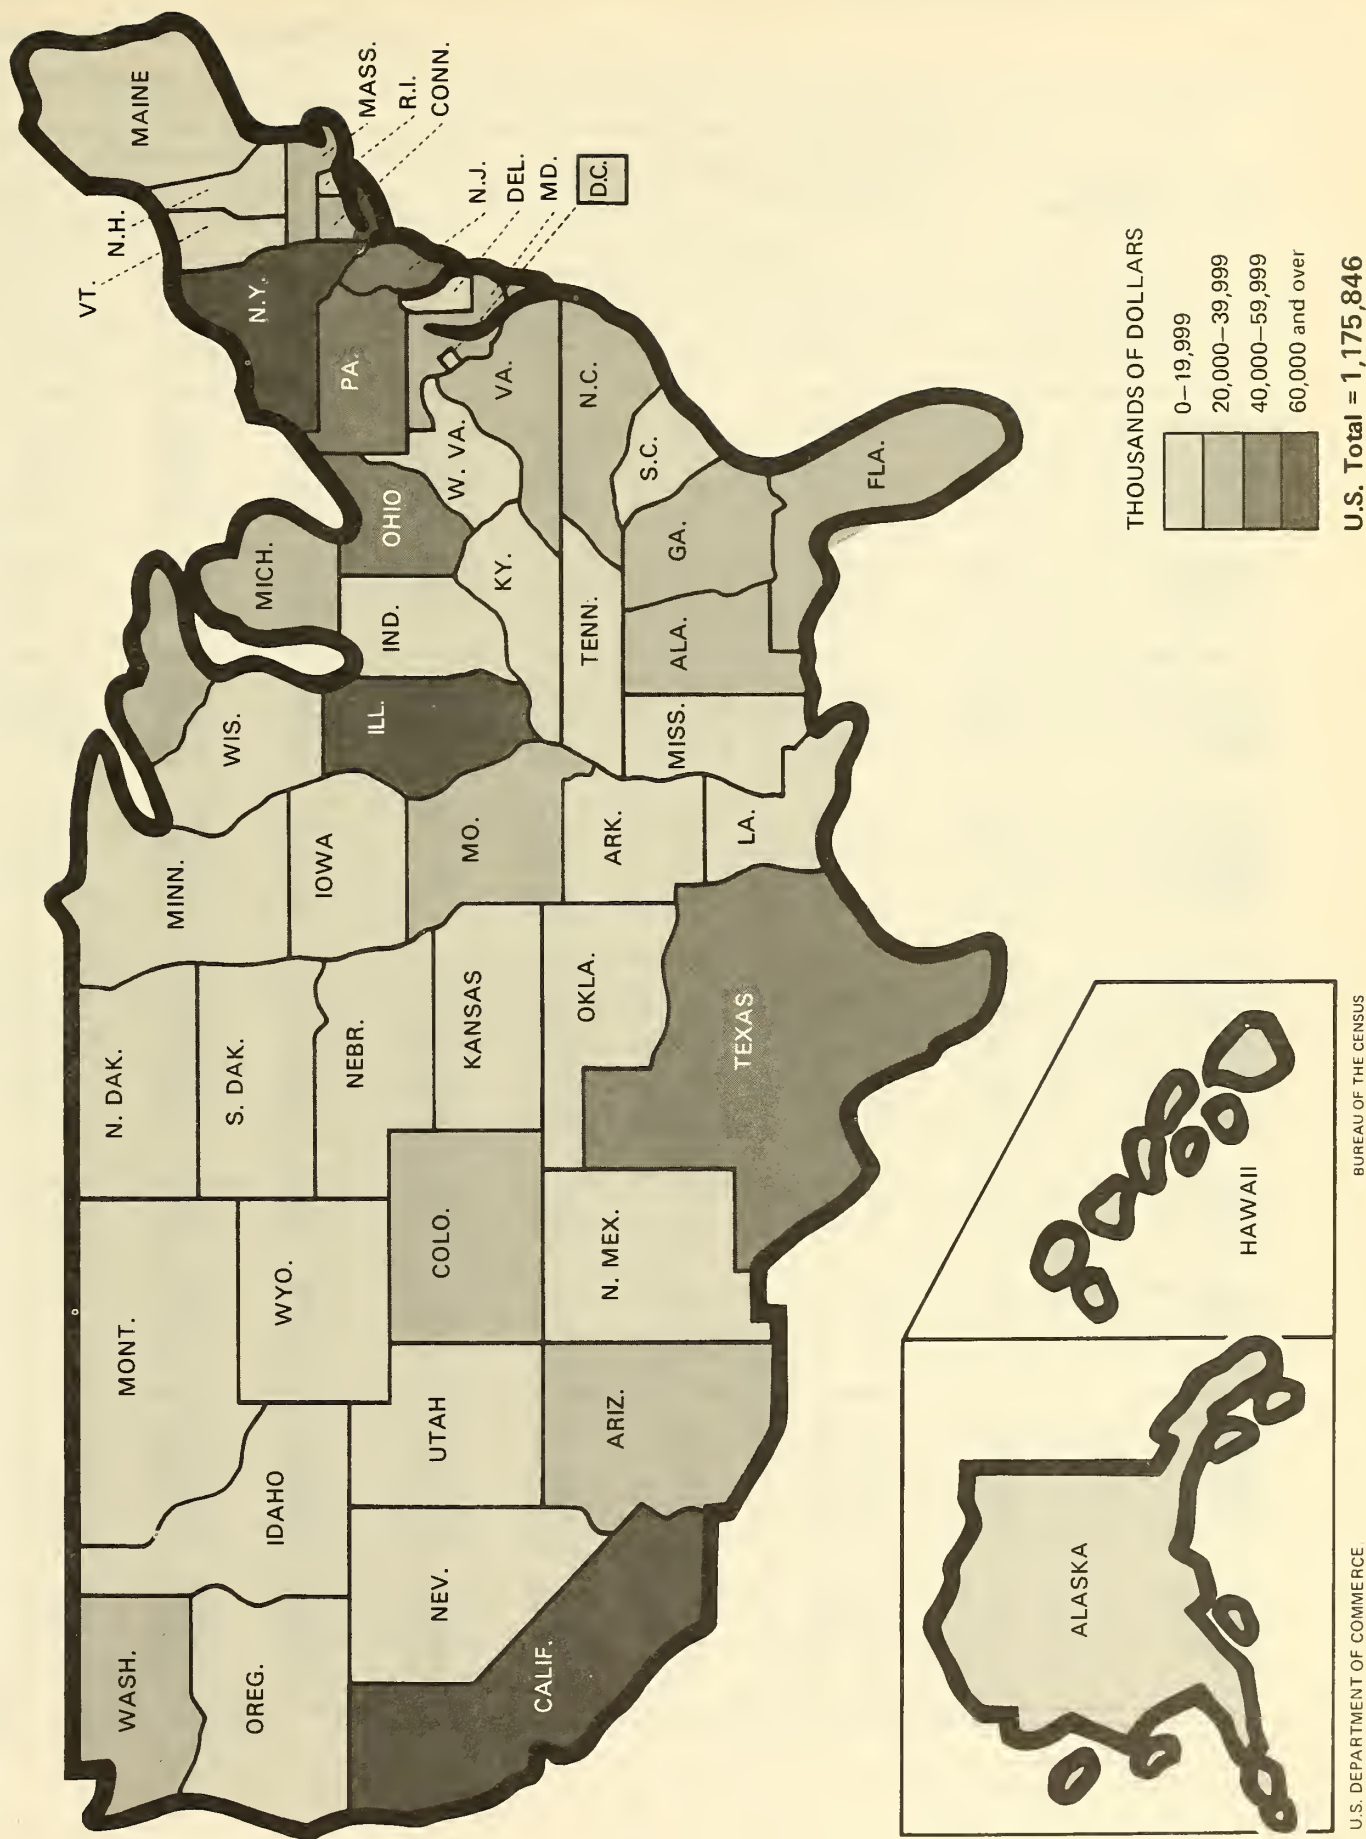 WASH.
OREG.
CALIF.
NEV.
IDAHO
MONT.
WYO.
UTAH
COLO.
ARIZ.
N. MEX.
N. DAK.
S. DAK.
NEBR.
KANSAS
OKLA.
TEXAS
MINN.
IOWA
MO.
ARK.
LA.
WIS.
ILL.
MICH.
IND.
OHIO
KY.
TENN.
MISS.
ALA.
GA.
FLA.
S.C.
N.C.
VA.
W. VA.
PA.
N.Y.
VT.
N.H.
MAINE
MASS.
R.I.
CONN.
N.J.
DEL.
MD.
D.C.
ALASKA
HAWAII
THOUSANDS OF DOLLARS
0–19,999
20,000–39,999
40,000–59,999
60,000 and over
U.S. Total = 1,175,846
U.S. DEPARTMENT OF COMMERCE
BUREAU OF THE CENSUS